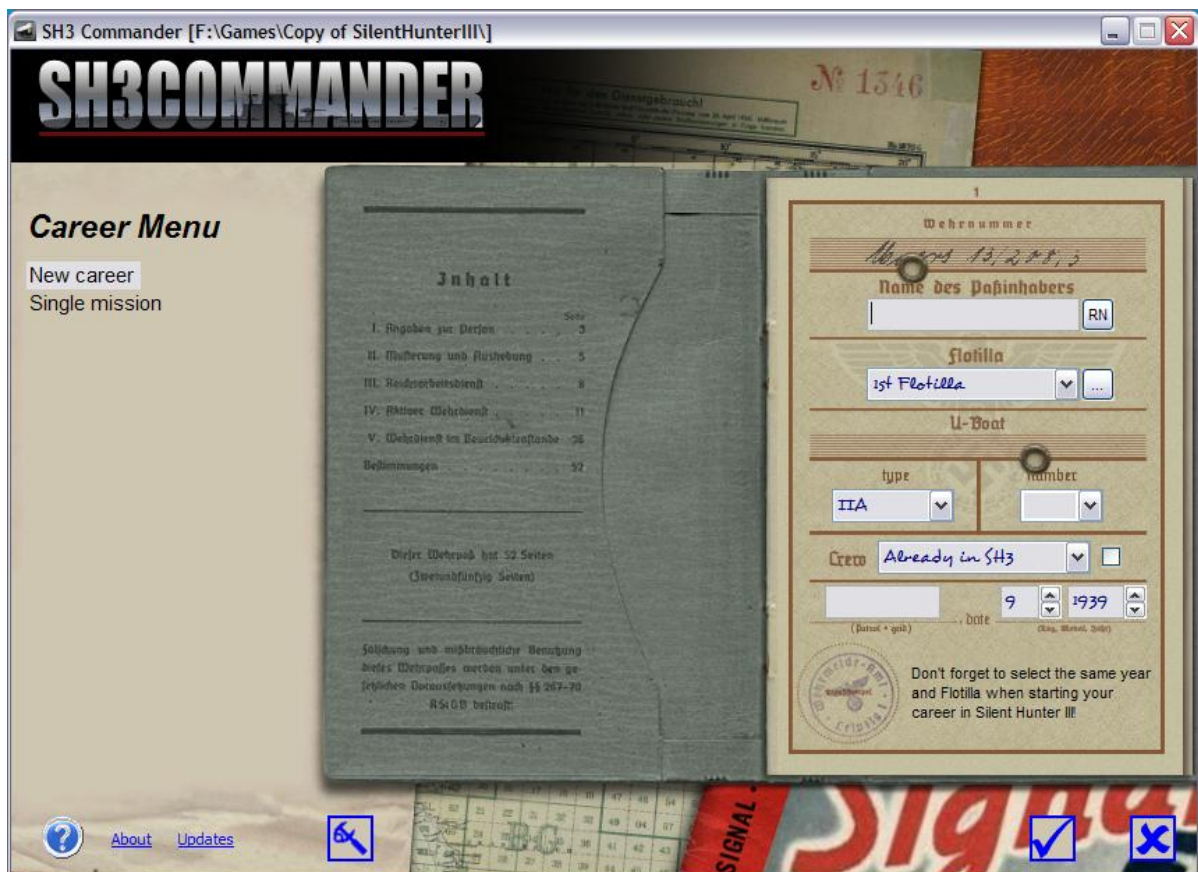 SH3 Commander [F:\Games\Copy of SilentHunterIII\]
SH3COMMANDER
№ 1346
Career Menu
New career
Single mission
Inhalt
Seite
I. Angaben zur Person . . . . . 3
II. Musterung und Aushebung . . . 5
III. Reichsarbeitsdienst . . . . . 8
IV. Aktiver Wehrdienst . . . . . 11
V. Wehrdienst im Beurlaubtenstande 36
Bestimmungen . . . . . 52
Dieser Wehrpaß hat 52 Seiten
(Zweiundfünfzig Seiten)
Fälschung und mißbräuchliche Benutzung
dieses Wehrpasses werden unter den ge-
setzlichen Voraussetzungen nach §§ 267-70
RStGB bestraft.
1
Wehrnummer
13/208/3
Name des Paßinhabers
RN
Flotilla
1st Flotilla
...
U-Boat
type
number
IIA
Crew
Already in SH3
, date
9
1939
(Tag, Monat, Jahr)
Don't forget to select the same year
and Flotilla when starting your
career in Silent Hunter III!
About
Updates
SIGNAL
Signal